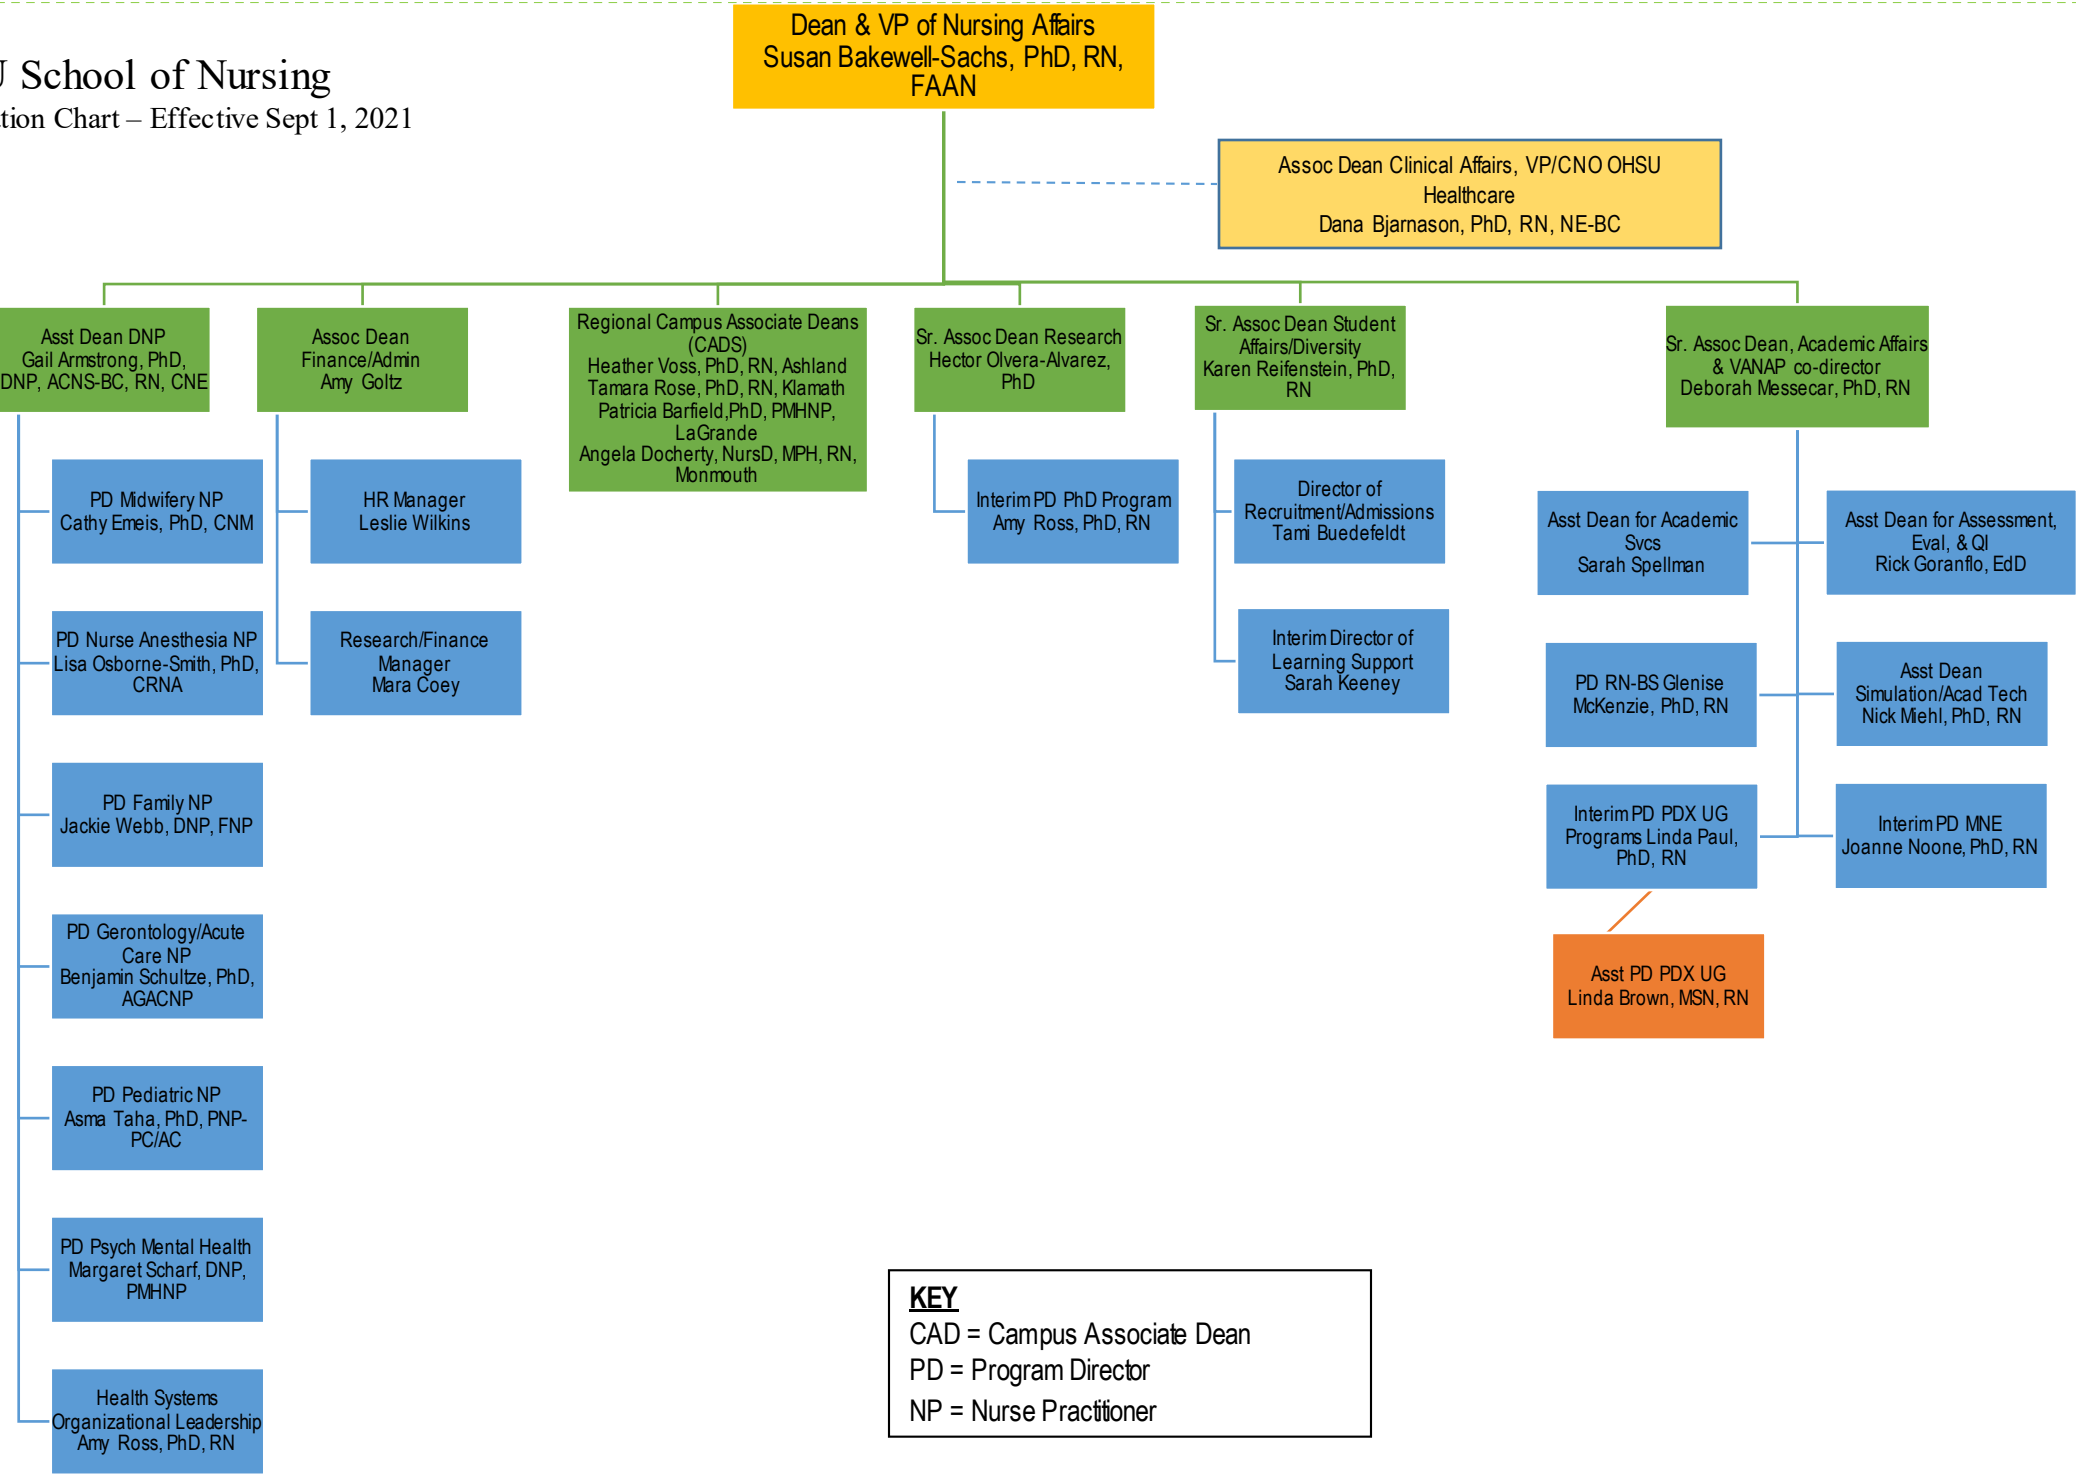 Dean & VP of Nursing Affairs
Susan Bakewell-Sachs, PhD, RN,
FAAN
U School of Nursing
tion Chart – Effective Sept 1, 2021
Assoc Dean Clinical Affairs, VP/CNO OHSU
Healthcare
Dana Bjarnason, PhD, RN, NE-BC
Asst Dean DNP
Gail Armstrong, PhD,
DNP, ACNS-BC, RN, CNE
Assoc Dean
Finance/Admin
Amy Goltz
Regional Campus Associate Deans
(CADS)
Heather Voss, PhD, RN, Ashland
Tamara Rose, PhD, RN, Klamath
Patricia Barfield,PhD, PMHNP,
LaGrande
Angela Docherty, NursD, MPH, RN,
Monmouth
Sr. Assoc Dean Research
Hector Olvera-Alvarez,
PhD
Sr. Assoc Dean Student
Affairs/Diversity
Karen Reifenstein, PhD,
RN
Sr. Assoc Dean, Academic Affairs
& VANAP co-director
Deborah Messecar, PhD, RN
PD Midwifery NP
Cathy Emeis, PhD, CNM
HR Manager
Leslie Wilkins
Interim PD PhD Program
Amy Ross, PhD, RN
Director of
Recruitment/Admissions
Tami Buedefeldt
Asst Dean for Academic
Svcs
Sarah Spellman
Asst Dean for Assessment,
Eval, & QI
Rick Goranflo, EdD
PD Nurse Anesthesia NP
Lisa Osborne-Smith, PhD,
CRNA
Research/Finance
Manager
Mara Coey
Interim Director of
Learning Support
Sarah Keeney
PD RN-BS Glenise
McKenzie, PhD, RN
Asst Dean
Simulation/Acad Tech
Nick Miehl, PhD, RN
PD Family NP
Jackie Webb, DNP, FNP
Interim PD PDX UG
Programs Linda Paul,
PhD, RN
Interim PD MNE
Joanne Noone, PhD, RN
PD Gerontology/Acute
Care NP
Benjamin Schultze, PhD,
AGACNP
Asst PD PDX UG
Linda Brown, MSN, RN
PD Pediatric NP
Asma Taha, PhD, PNP-
PC/AC
PD Psych Mental Health
Margaret Scharf, DNP,
PMHNP
Health Systems
Organizational Leadership
Amy Ross, PhD, RN
KEY
CAD = Campus Associate Dean
PD = Program Director
NP = Nurse Practitioner